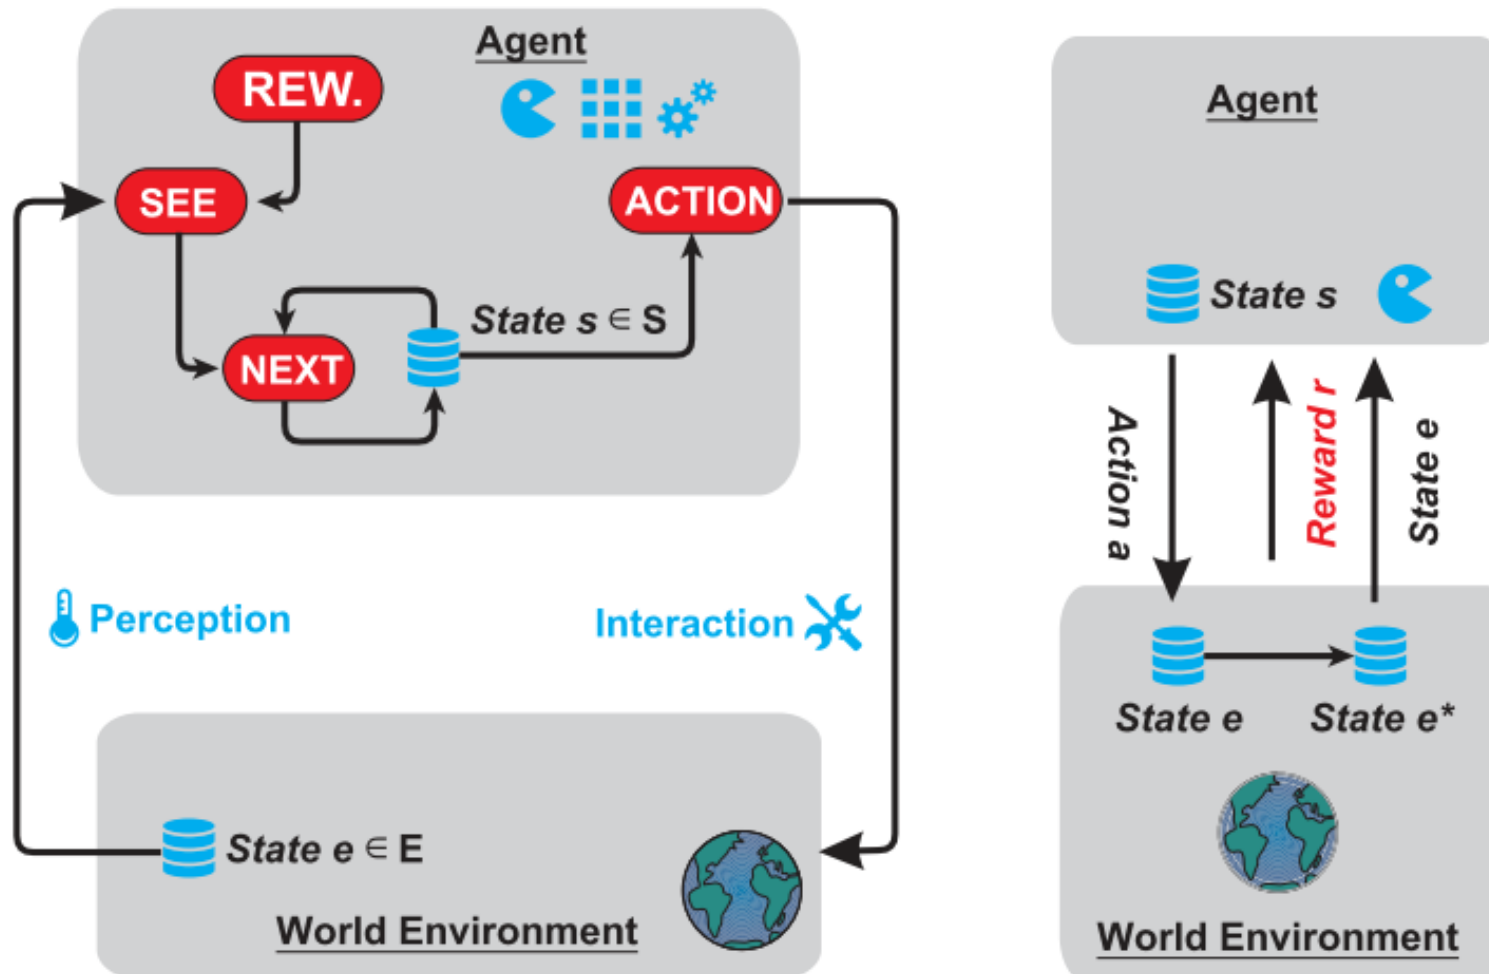 Agent
REW.
SEE
ACTION
State s ∈ S
NEXT
Perception
Interaction
State e ∈ E
World Environment
Agent
State s
Action a
Reward r
State e
State e
State e*
World Environment